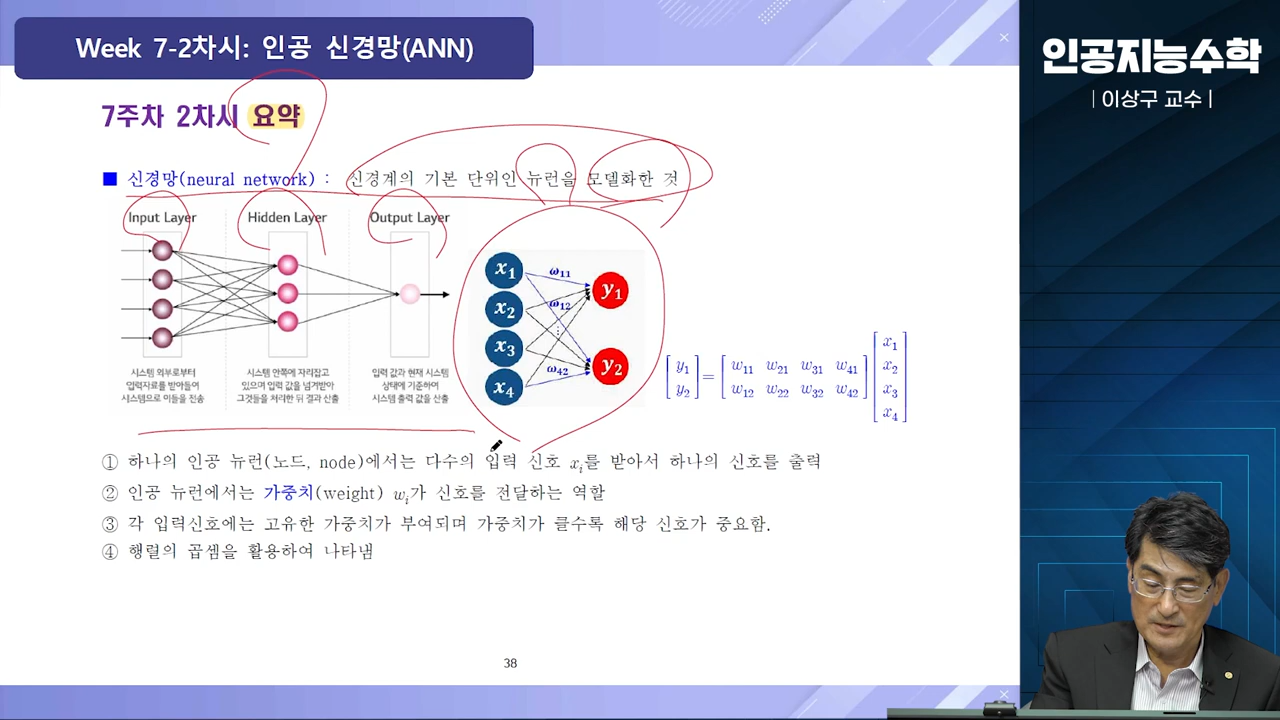 Week 7-2차시: 인공 신경망(ANN)
인공지능수학
| 이상구 교수 |
7주차 2차시 요약
■ 신경망(neural network) : 신경계의 기본 단위인 뉴런을 모델화한 것
Input Layer
Hidden Layer
Output Layer
시스템 외부로부터
입력자료를 받아들여
시스템으로 이들을 전송
시스템 안쪽에 자리잡고
있으며 입력 값을 넘겨받아
그것들을 처리한 뒤 결과 산출
입력 값과 현재 시스템
상태에 기준하여
시스템 출력 값을 산출
x₁
x₂
x₃
x₄
ω₁₁
ω₁₂
⋮
ω₄₂
y₁
y₂
[y₁ y₂] = [w₁₁ w₂₁ w₃₁ w₄₁
w₁₂ w₂₂ w₃₂ w₄₂] [x₁ x₂ x₃ x₄]
① 하나의 인공 뉴런(노드, node)에서는 다수의 입력 신호 xᵢ를 받아서 하나의 신호를 출력
② 인공 뉴런에서는 가중치(weight) wᵢ가 신호를 전달하는 역할
③ 각 입력신호에는 고유한 가중치가 부여되며 가중치가 클수록 해당 신호가 중요함.
④ 행렬의 곱셈을 활용하여 나타냄
38